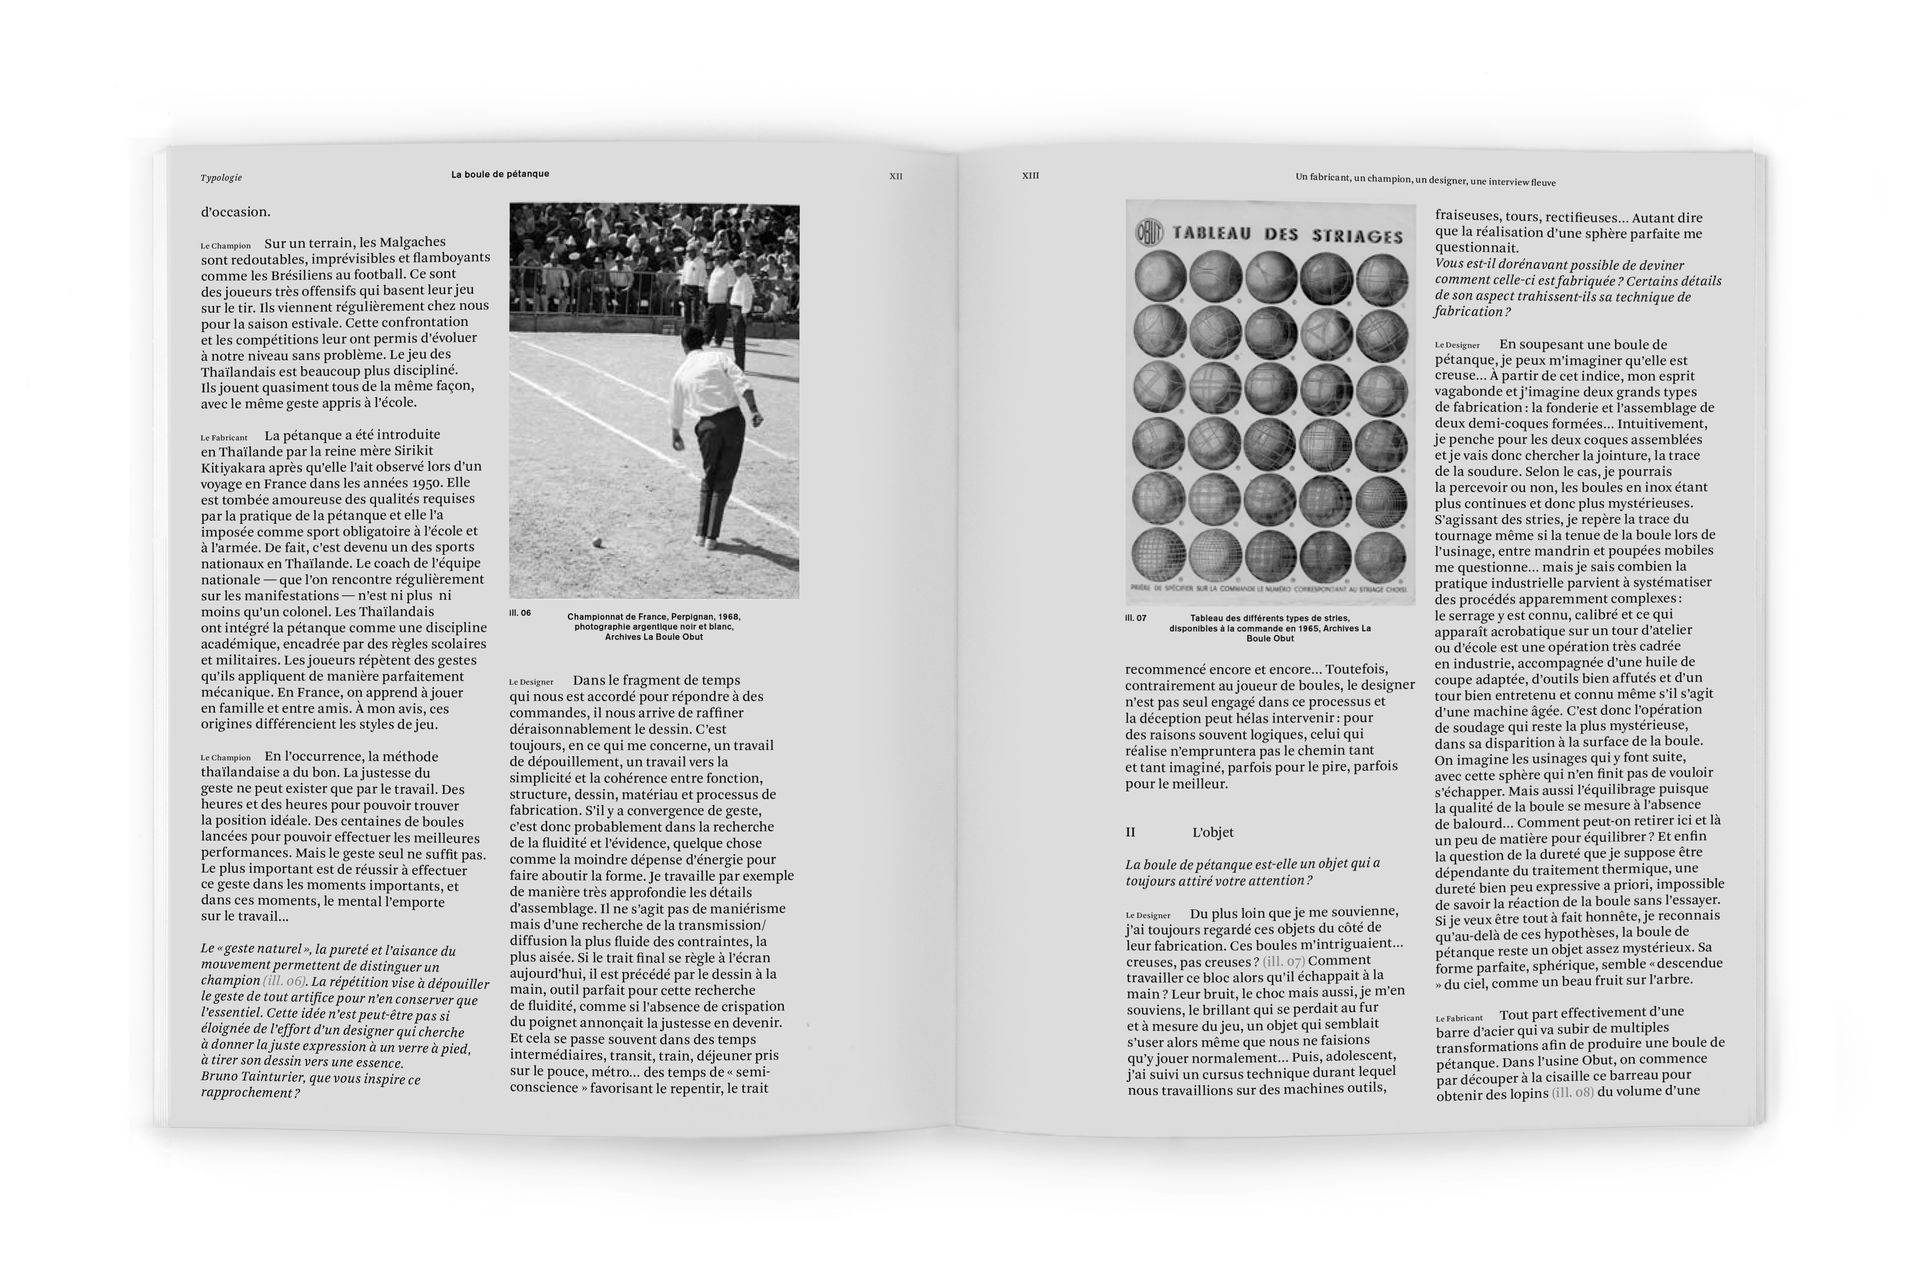 Typologie
La boule de pétanque
XII
d’occasion.
Le Champion Sur un terrain, les Malgaches
sont redoutables, imprévisibles et flamboyants
comme les Brésiliens au football. Ce sont
des joueurs très offensifs qui basent leur jeu
sur le tir. Ils viennent régulièrement chez nous
pour la saison estivale. Cette confrontation
et les compétitions leur ont permis d’évoluer
à notre niveau sans problème. Le jeu des
Thaïlandais est beaucoup plus discipliné.
Ils jouent quasiment tous de la même façon,
avec le même geste appris à l’école.
Le Fabricant La pétanque a été introduite
en Thaïlande par la reine mère Sirikit
Kitiyakara après qu’elle l’ait observé lors d’un
voyage en France dans les années 1950. Elle
est tombée amoureuse des qualités requises
par la pratique de la pétanque et elle l’a
imposée comme sport obligatoire à l’école et
à l’armée. De fait, c’est devenu un des sports
nationaux en Thaïlande. Le coach de l’équipe
nationale — que l’on rencontre régulièrement
sur les manifestations — n’est ni plus ni
moins qu’un colonel. Les Thaïlandais
ont intégré la pétanque comme une discipline
académique, encadrée par des règles scolaires
et militaires. Les joueurs répètent des gestes
qu’ils appliquent de manière parfaitement
mécanique. En France, on apprend à jouer
en famille et entre amis. À mon avis, ces
origines différencient les styles de jeu.
Le Champion En l’occurrence, la méthode
thaïlandaise a du bon. La justesse du
geste ne peut exister que par le travail. Des
heures et des heures pour pouvoir trouver
la position idéale. Des centaines de boules
lancées pour pouvoir effectuer les meilleures
performances. Mais le geste seul ne suffit pas.
Le plus important est de réussir à effectuer
ce geste dans les moments importants, et
dans ces moments, le mental l’emporte
sur le travail...
Le « geste naturel », la pureté et l’aisance du
mouvement permettent de distinguer un
champion (ill. 06). La répétition vise à dépouiller
le geste de tout artifice pour n’en conserver que
l’essentiel. Cette idée n’est peut-être pas si
éloignée de l’effort d’un designer qui cherche
à donner la juste expression à un verre à pied,
à tirer son dessin vers une essence.
Bruno Tainturier, que vous inspire ce
rapprochement ?
ill. 06
Championnat de France, Perpignan, 1968,
photographie argentique noir et blanc,
Archives La Boule Obut
Le Designer Dans le fragment de temps
qui nous est accordé pour répondre à des
commandes, il nous arrive de raffiner
déraisonnablement le dessin. C’est
toujours, en ce qui me concerne, un travail
de dépouillement, un travail vers la
simplicité et la cohérence entre fonction,
structure, dessin, matériau et processus de
fabrication. S’il y a convergence de geste,
c’est donc probablement dans la recherche
de la fluidité et l’évidence, quelque chose
comme la moindre dépense d’énergie pour
faire aboutir la forme. Je travaille par exemple
de manière très approfondie les détails
d’assemblage. Il ne s’agit pas de maniérisme
mais d’une recherche de la transmission/
diffusion la plus fluide des contraintes, la
plus aisée. Si le trait final se règle à l’écran
aujourd’hui, il est précédé par le dessin à la
main, outil parfait pour cette recherche
de fluidité, comme si l’absence de crispation
du poignet annonçait la justesse en devenir.
Et cela se passe souvent dans des temps
intermédiaires, transit, train, déjeuner pris
sur le pouce, métro... des temps de « semi-
conscience » favorisant le repentir, le trait
XIII
Un fabricant, un champion, un designer, une interview fleuve
OBUT TABLEAU DES STRIAGES
PRIÈRE DE SPÉCIFIER SUR LA COMMANDE LE NUMÉRO CORRESPONDANT AU STRIAGE CHOISI.
ill. 07
Tableau des différents types de stries,
disponibles à la commande en 1965, Archives La
Boule Obut
recommencé encore et encore... Toutefois,
contrairement au joueur de boules, le designer
n’est pas seul engagé dans ce processus et
la déception peut hélas intervenir : pour
des raisons souvent logiques, celui qui
réalise n’empruntera pas le chemin tant
et tant imaginé, parfois pour le pire, parfois
pour le meilleur.
II L’objet
La boule de pétanque est-elle un objet qui a
toujours attiré votre attention ?
Le Designer Du plus loin que je me souvienne,
j’ai toujours regardé ces objets du côté de
leur fabrication. Ces boules m’intriguaient...
creuses, pas creuses ? (ill. 07) Comment
travailler ce bloc alors qu’il échappait à la
main ? Leur bruit, le choc mais aussi, je m’en
souviens, le brillant qui se perdait au fur
et à mesure du jeu, un objet qui semblait
s’user alors même que nous ne faisions
qu’y jouer normalement... Puis, adolescent,
j’ai suivi un cursus technique durant lequel
nous travaillions sur des machines outils,
fraiseuses, tours, rectifieuses... Autant dire
que la réalisation d’une sphère parfaite me
questionnait.
Vous est-il dorénavant possible de deviner
comment celle-ci est fabriquée ? Certains détails
de son aspect trahissent-ils sa technique de
fabrication ?
Le Designer En soupesant une boule de
pétanque, je peux m’imaginer qu’elle est
creuse... À partir de cet indice, mon esprit
vagabonde et j’imagine deux grands types
de fabrication : la fonderie et l’assemblage de
deux demi-coques formées... Intuitivement,
je penche pour les deux coques assemblées
et je vais donc chercher la jointure, la trace
de la soudure. Selon le cas, je pourrais
la percevoir ou non, les boules en inox étant
plus continues et donc plus mystérieuses.
S’agissant des stries, je repère la trace du
tournage même si la tenue de la boule lors de
l’usinage, entre mandrin et poupées mobiles
me questionne... mais je sais combien la
pratique industrielle parvient à systématiser
des procédés apparemment complexes :
le serrage y est connu, calibré et ce qui
apparaît acrobatique sur un tour d’atelier
ou d’école est une opération très cadrée
en industrie, accompagnée d’une huile de
coupe adaptée, d’outils bien affutés et d’un
tour bien entretenu et connu même s’il s’agit
d’une machine âgée. C’est donc l’opération
de soudage qui reste la plus mystérieuse,
dans sa disparition à la surface de la boule.
On imagine les usinages qui y font suite,
avec cette sphère qui n’en finit pas de vouloir
s’échapper. Mais aussi l’équilibrage puisque
la qualité de la boule se mesure à l’absence
de balourd... Comment peut-on retirer ici et là
un peu de matière pour équilibrer ? Et enfin
la question de la dureté que je suppose être
dépendante du traitement thermique, une
dureté bien peu expressive a priori, impossible
de savoir la réaction de la boule sans l’essayer.
Si je veux être tout à fait honnête, je reconnais
qu’au-delà de ces hypothèses, la boule de
pétanque reste un objet assez mystérieux. Sa
forme parfaite, sphérique, semble « descendue
» du ciel, comme un beau fruit sur l’arbre.
Le Fabricant Tout part effectivement d’une
barre d’acier qui va subir de multiples
transformations afin de produire une boule de
pétanque. Dans l’usine Obut, on commence
par découper à la cisaille ce barreau pour
obtenir des lopins (ill. 08) du volume d’une